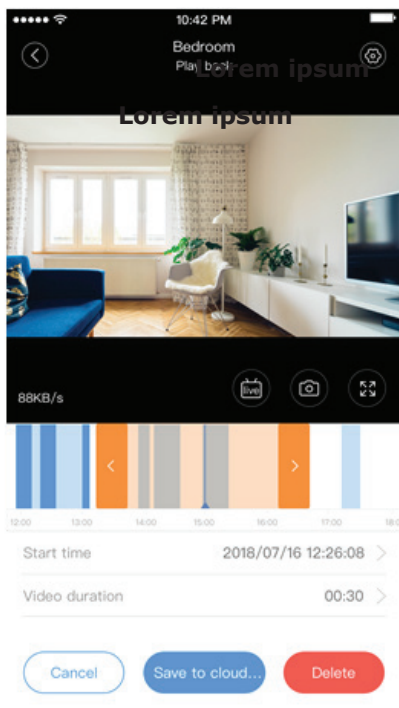 10:42 PM
Bedroom
Play back
Lorem ipsum
Lorem ipsum
88KB/s
live
12:00 13:00 14:00 15:00 16:00 17:00 18:0
Start time 2018/07/16 12:26:08
Video duration 00:30
Cancel Save to cloud... Delete